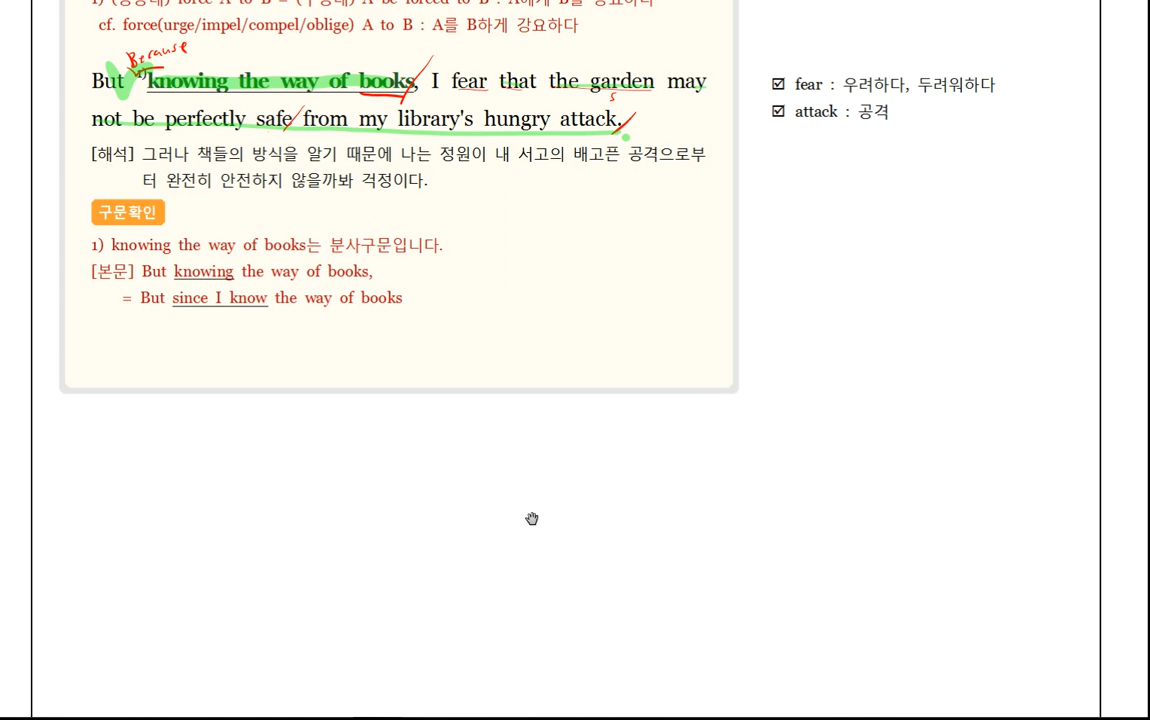 cf. force(urge/impel/compel/oblige) A to B : A를 B하게 강요하다
Because
But 1)knowing the way of books, I fear that the garden may
s
not be perfectly safe from my library's hungry attack.
[해석] 그러나 책들의 방식을 알기 때문에 나는 정원이 내 서고의 배고픈 공격으로부
터 완전히 안전하지 않을까봐 걱정이다.
구문확인
1) knowing the way of books는 분사구문입니다.
[본문] But knowing the way of books,
= But since I know the way of books
fear : 우려하다, 두려워하다
attack : 공격